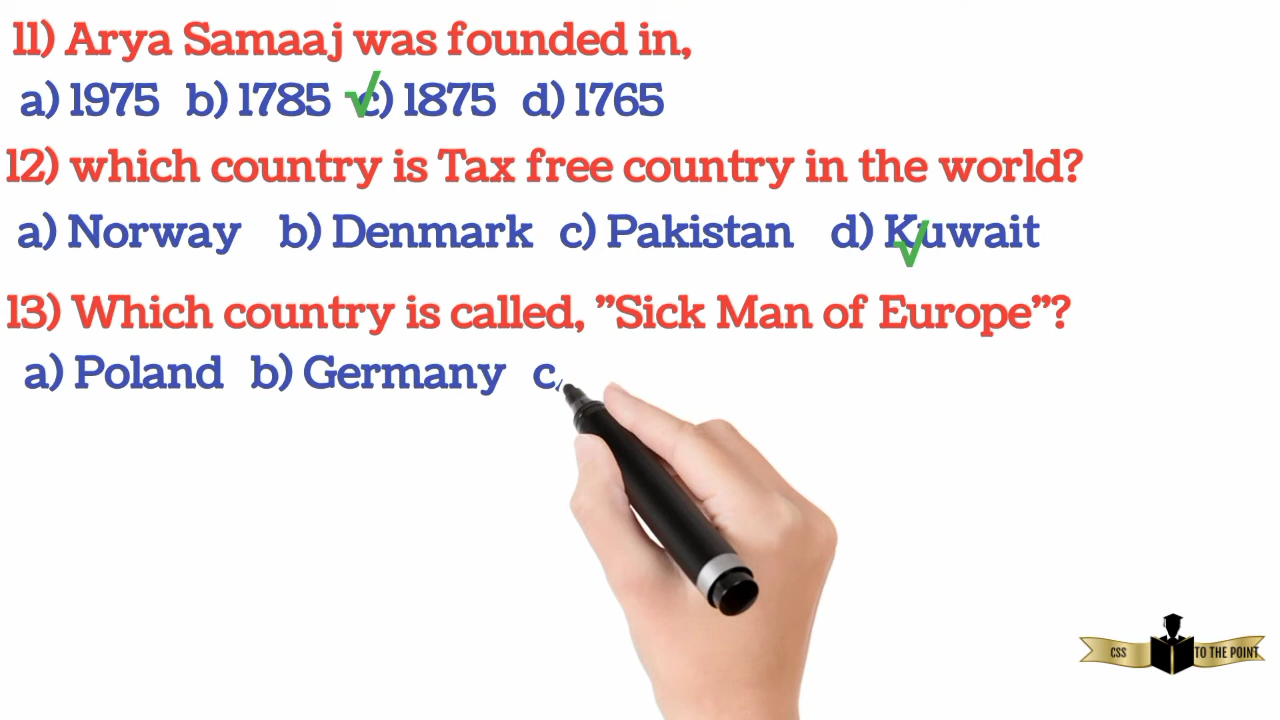 11) Arya Samaaj was founded in,
a) 1975 b) 1785 c) 1875 d) 1765
12) which country is Tax free country in the world?
a) Norway b) Denmark c) Pakistan d) Kuwait
13) Which country is called, ”Sick Man of Europe”?
a) Poland b) Germany c
CSS TO THE POINT